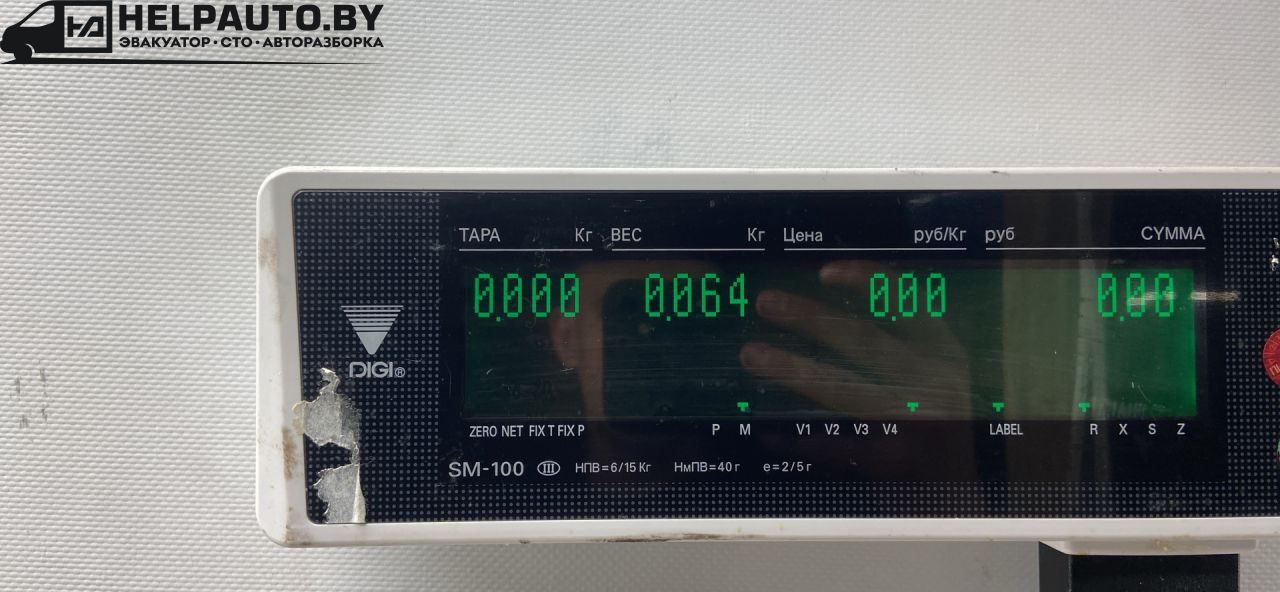 HELPAUTO.BY
ЭВАКУАТОР·СТО·АВТОРАЗБОРКА
ТАРА Кг ВЕС Кг Цена руб/Кг руб СУММА
0.000 0.064 0.00 0.00
DIGI®
ZERO NET FIX T FIX P P M V1 V2 V3 V4 LABEL R X S Z
SM-100 III НПВ=6/15 Кг НмПВ=40 г e=2/5 г